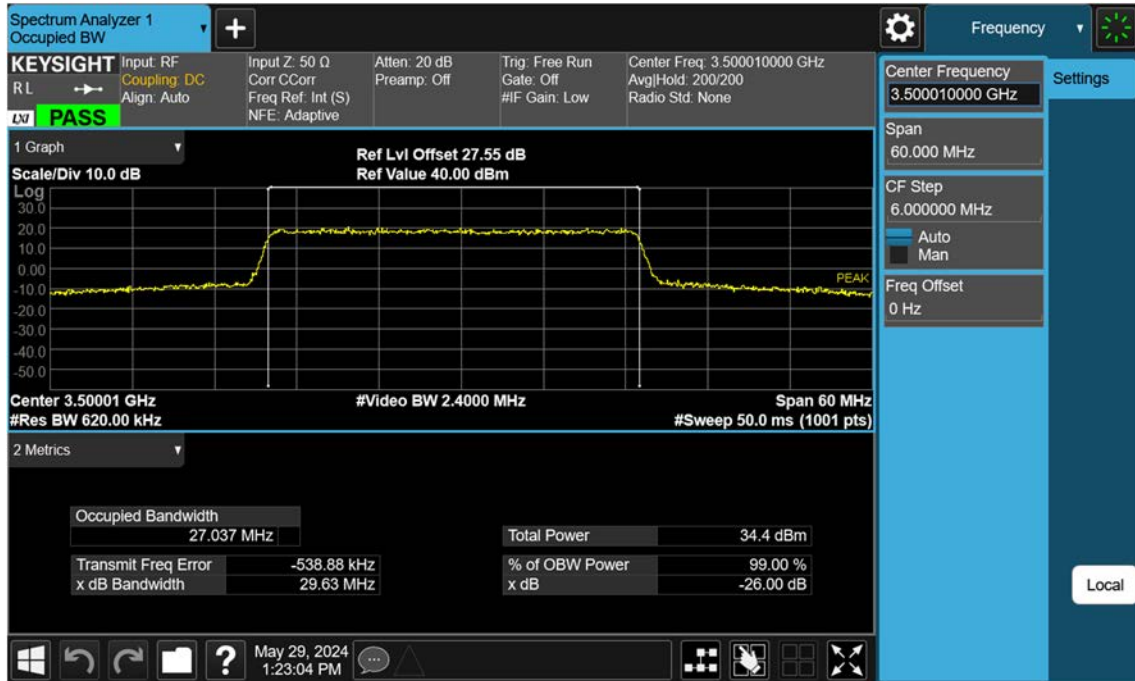 Spectrum Analyzer 1
Occupied BW
▼
+
Frequency ▼
KEYSIGHT
RL
LXI PASS
Input: RF
Coupling: DC
Align: Auto
Input Z: 50 Ω
Corr CCorr
Freq Ref: Int (S)
NFE: Adaptive
Atten: 20 dB
Preamp: Off
Trig: Free Run
Gate: Off
#IF Gain: Low
Center Freq: 3.500010000 GHz
Avg|Hold: 200/200
Radio Std: None
Center Frequency
3.500010000 GHz
Settings
Span
60.000 MHz
CF Step
6.000000 MHz
Auto
Man
Freq Offset
0 Hz
Local
1 Graph ▼
Scale/Div 10.0 dB
Ref Lvl Offset 27.55 dB
Ref Value 40.00 dBm
Log
30.0
20.0
10.0
0.00
-10.0
-20.0
-30.0
-40.0
-50.0
PEAK
Center 3.50001 GHz #Video BW 2.4000 MHz Span 60 MHz
#Res BW 620.00 kHz #Sweep 50.0 ms (1001 pts)
2 Metrics ▼
Occupied Bandwidth
27.037 MHz Total Power 34.4 dBm
Transmit Freq Error -538.88 kHz % of OBW Power 99.00 %
x dB Bandwidth 29.63 MHz x dB -26.00 dB
?
May 29, 2024
1:23:04 PM